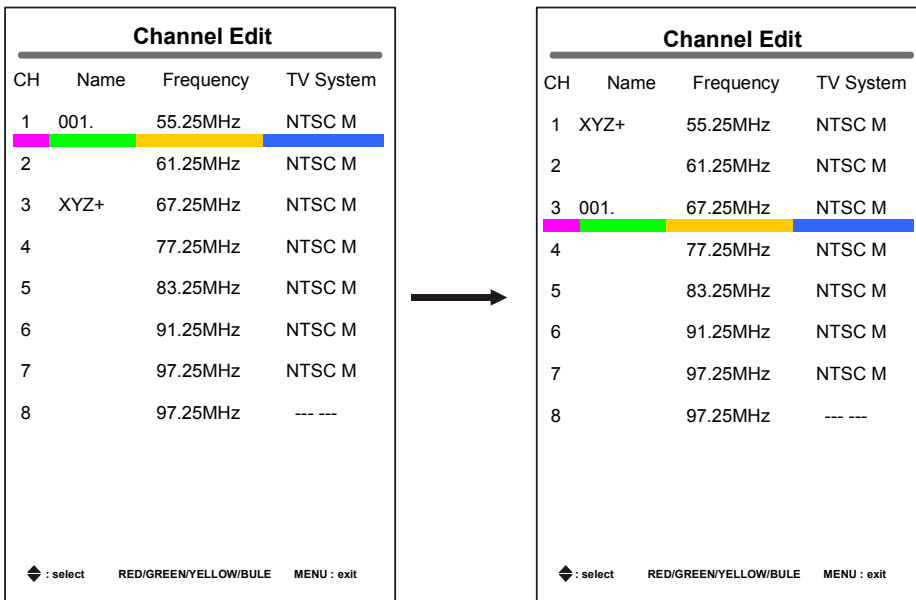 Channel Edit
CH Name Frequency TV System
1 001. 55.25MHz NTSC M
2 61.25MHz NTSC M
3 XYZ+ 67.25MHz NTSC M
4 77.25MHz NTSC M
5 83.25MHz NTSC M
6 91.25MHz NTSC M
7 97.25MHz NTSC M
8 97.25MHz --- ---
: select RED/GREEN/YELLOW/BULE MENU : exit
Channel Edit
CH Name Frequency TV System
1 XYZ+ 55.25MHz NTSC M
2 61.25MHz NTSC M
3 001. 67.25MHz NTSC M
4 77.25MHz NTSC M
5 83.25MHz NTSC M
6 91.25MHz NTSC M
7 97.25MHz NTSC M
8 97.25MHz --- ---
: select RED/GREEN/YELLOW/BULE MENU : exit